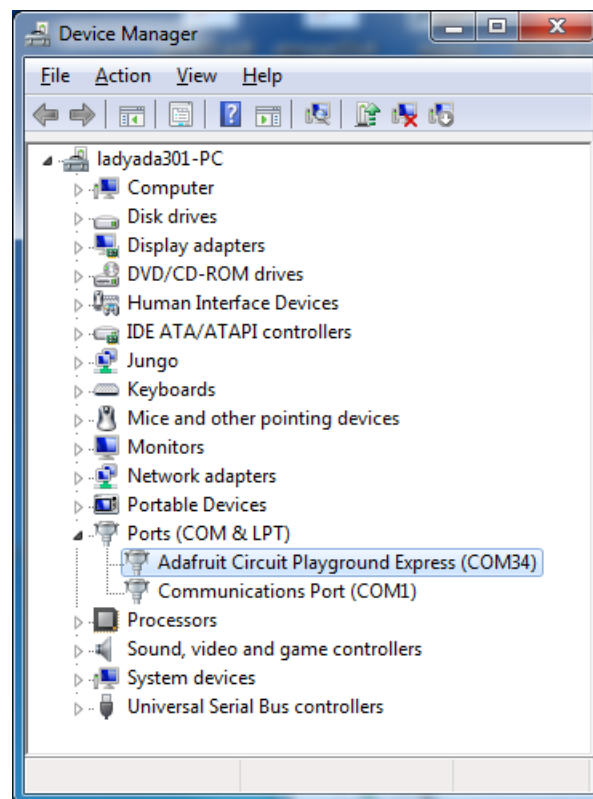 Device Manager
File Action View Help
ladyada301-PC
Computer
Disk drives
Display adapters
DVD/CD-ROM drives
Human Interface Devices
IDE ATA/ATAPI controllers
Jungo
Keyboards
Mice and other pointing devices
Monitors
Network adapters
Portable Devices
Ports (COM & LPT)
Adafruit Circuit Playground Express (COM34)
Communications Port (COM1)
Processors
Sound, video and game controllers
System devices
Universal Serial Bus controllers